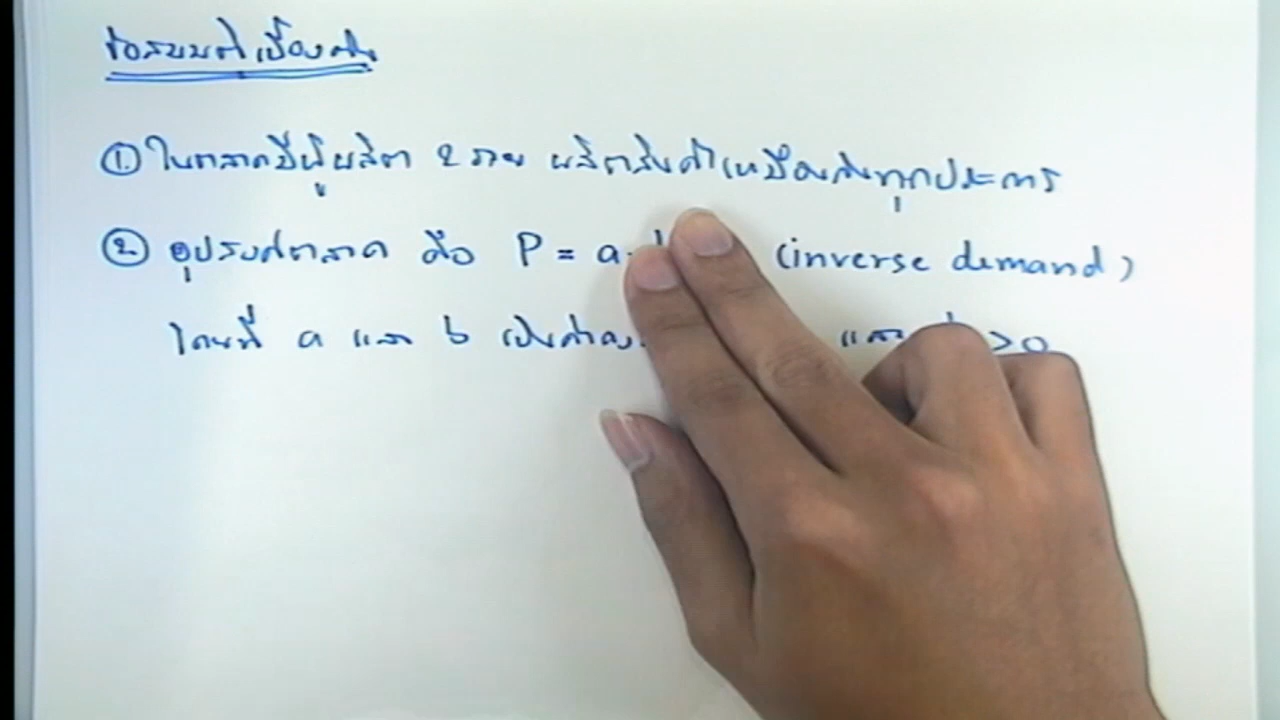 ข้อสมมติเบื้องต้น
① ในตลาดมีผู้ผลิต 2 ราย ผลิตสินค้าเหมือนกันทุกประการ
② อุปสงค์ตลาด คือ P = a - (inverse demand)
โดยที่ a และ b เป็นค่าคง และ > 0